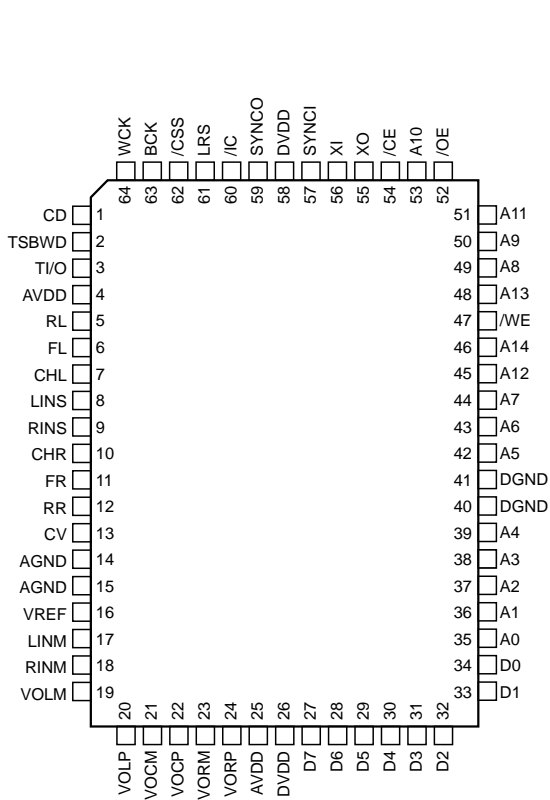 WCK
BCK
/CSS
LRS
/IC
SYNCO
DVDD
SYNCI
XI
XO
/CE
A10
/OE
64
63
62
61
60
59
58
57
56
55
54
53
52
CD 1
TSBWD 2
TI/O 3
AVDD 4
RL 5
FL 6
CHL 7
LINS 8
RINS 9
CHR 10
FR 11
RR 12
CV 13
AGND 14
AGND 15
VREF 16
LINM 17
RINM 18
VOLM 19
51 A11
50 A9
49 A8
48 A13
47 /WE
46 A14
45 A12
44 A7
43 A6
42 A5
41 DGND
40 DGND
39 A4
38 A3
37 A2
36 A1
35 A0
34 D0
33 D1
20
21
22
23
24
25
26
27
28
29
30
31
32
VOLP
VOCM
VOCP
VORM
VORP
AVDD
DVDD
D7
D6
D5
D4
D3
D2